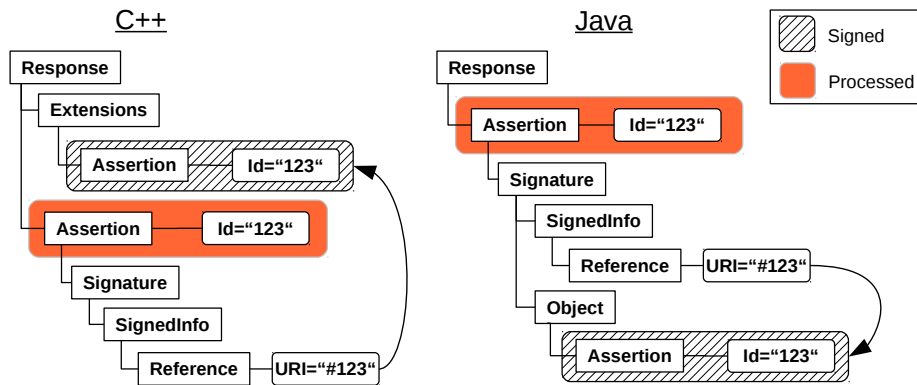 C++
Response
Extensions
Assertion Id=“123“
Assertion Id=“123“
Signature
SignedInfo
Reference URI=“#123“
Java
Response
Assertion Id=“123“
Signature
SignedInfo
Reference URI=“#123“
Object
Assertion Id=“123“
Signed
Processed